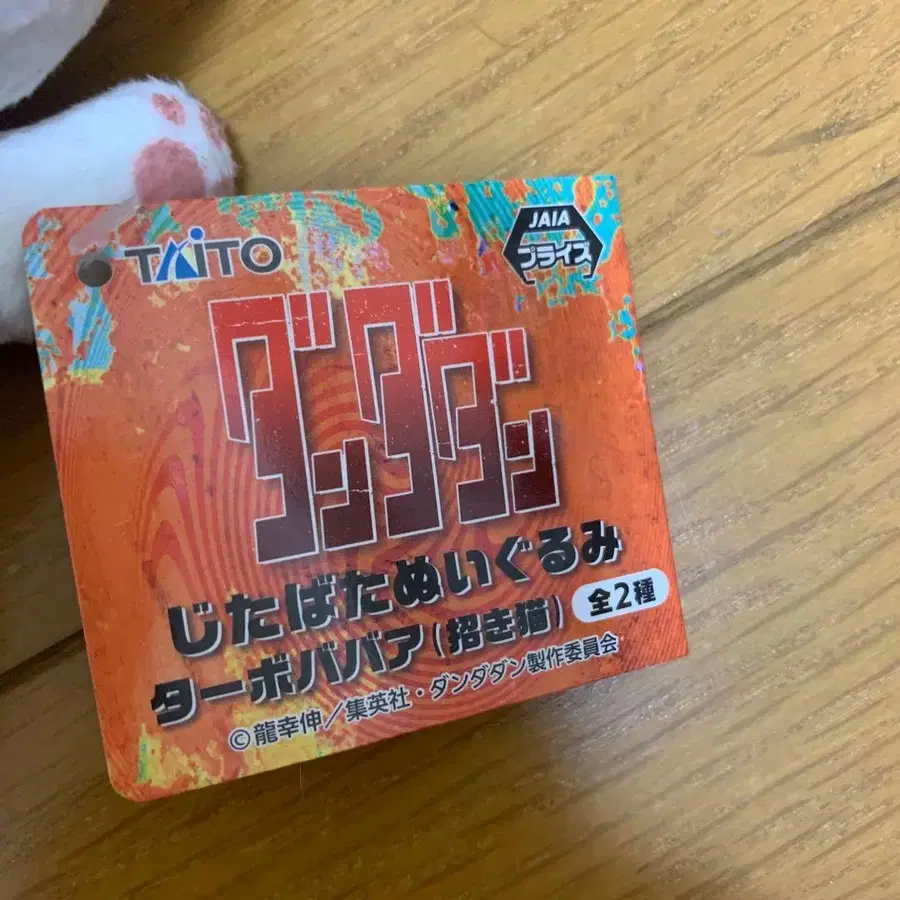 TAITO
JAIA
プライズ
ダンダダン
じたばたぬいぐるみ
ターボババア(招き猫)
全2種
©龍幸伸/集英社・ダンダダン製作委員会